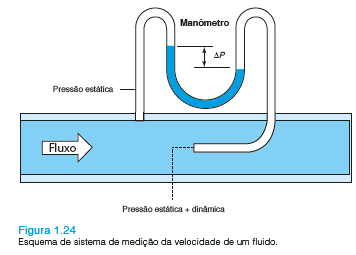 Manômetro
ΔP
Pressão estática
Fluxo
Pressão estática + dinâmica
Figura 1.24
Esquema de sistema de medição da velocidade de um fluido.